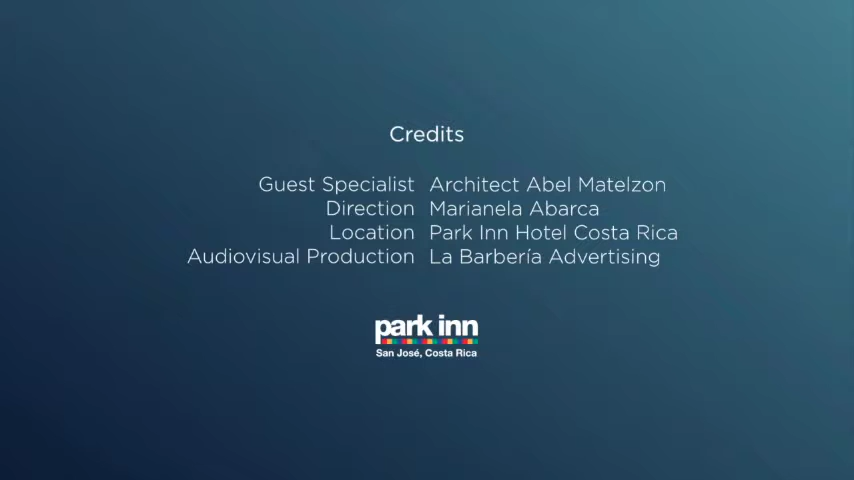 Credits
Guest Specialist Architect Abel Matelzon
Direction Marianela Abarca
Location Park Inn Hotel Costa Rica
Audiovisual Production La Barbería Advertising
park inn
San José, Costa Rica